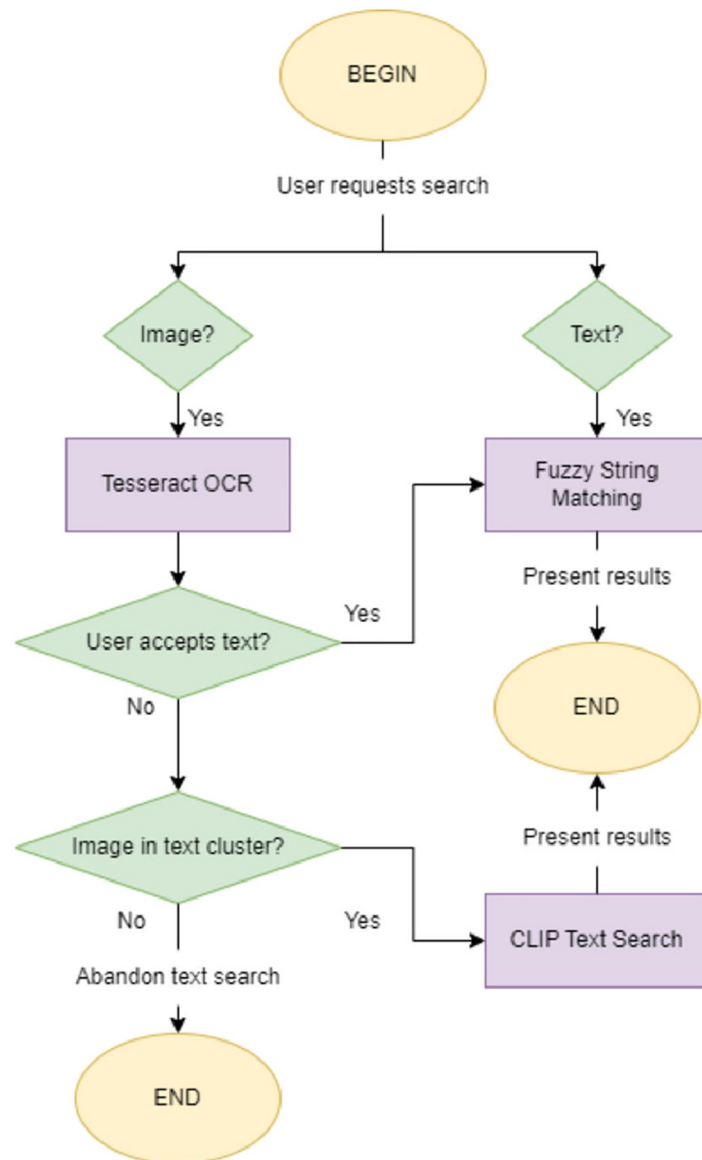 BEGIN
User requests search
Image?
Text?
Yes
Yes
Tesseract OCR
Fuzzy String
Matching
Present results
Yes
User accepts text?
No
END
Image in text cluster?
Present results
No
Yes
CLIP Text Search
Abandon text search
END